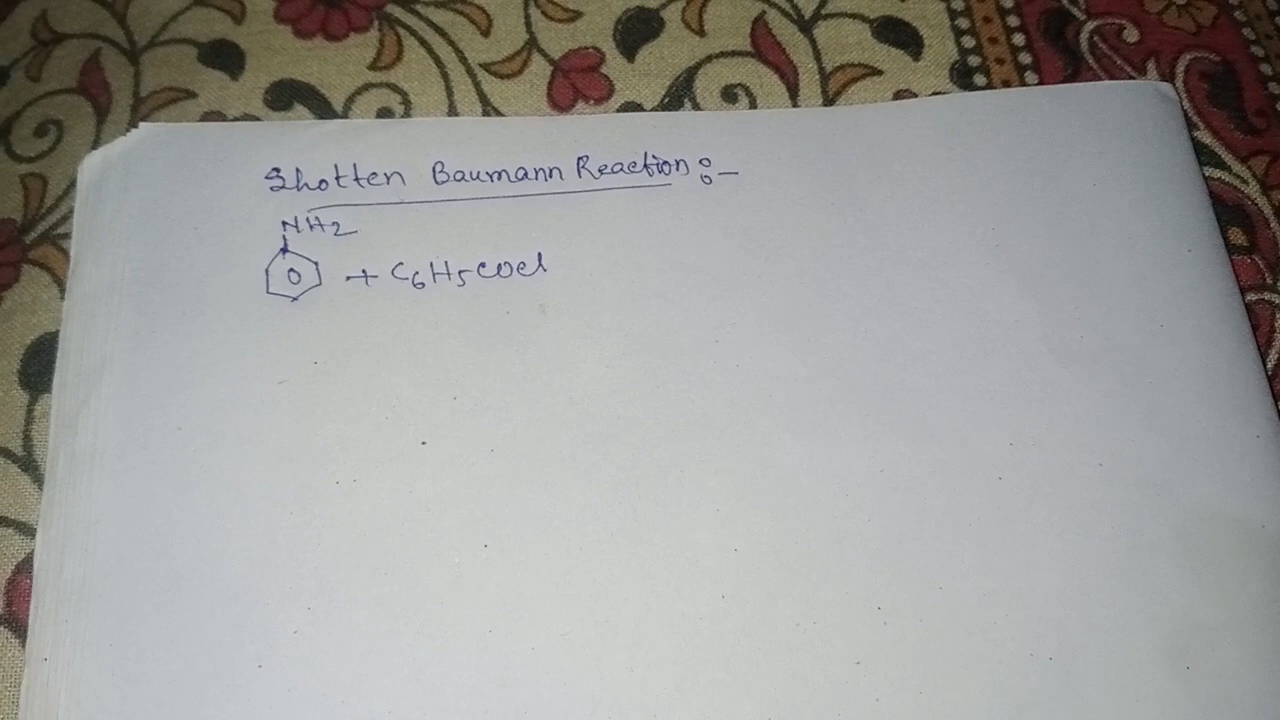 Shotten Baumann Reaction :-
NH2
+ C6H5COCl